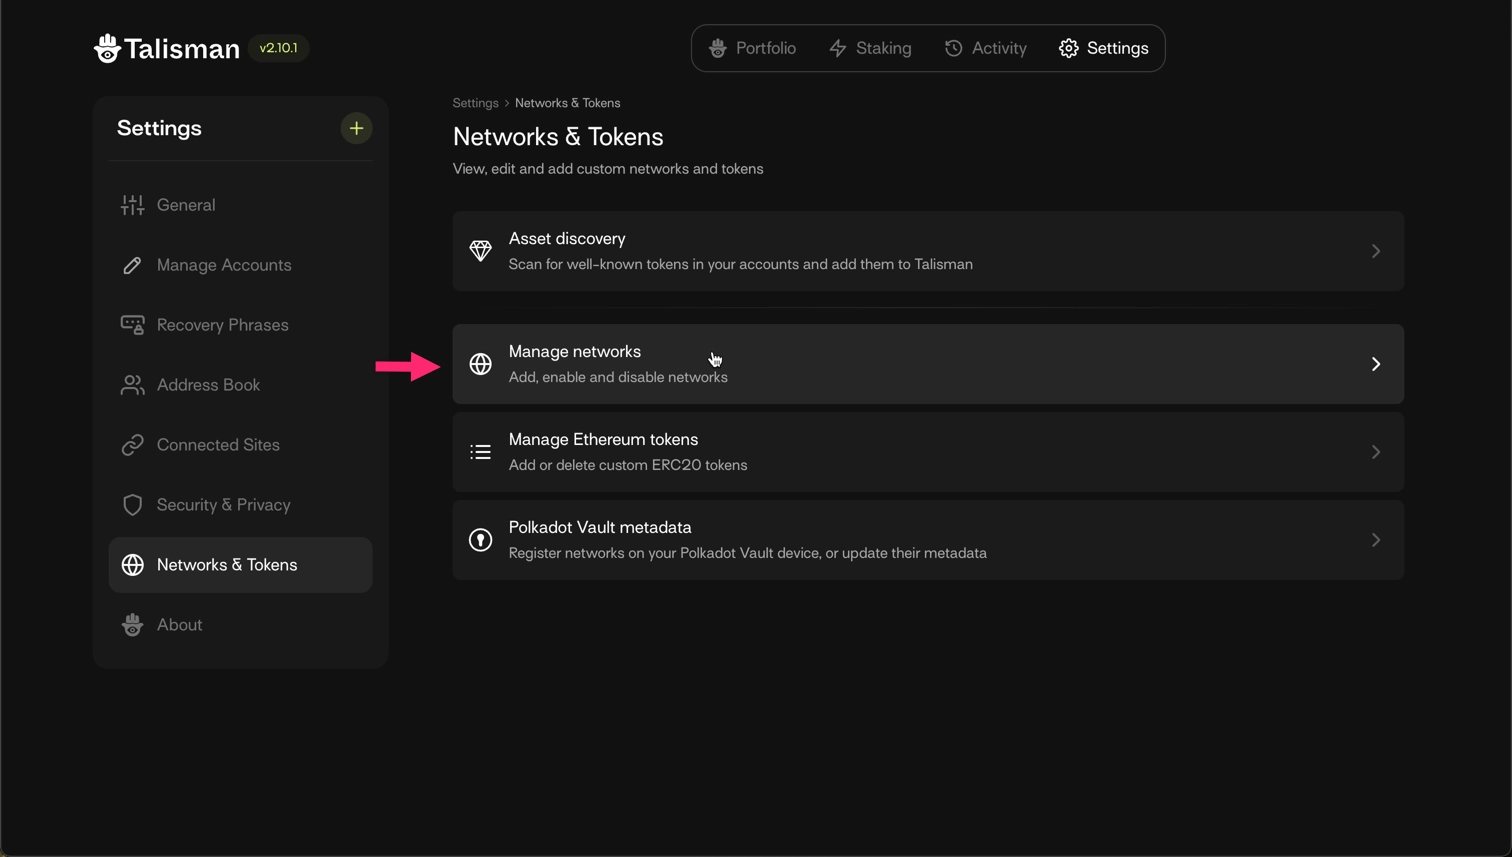 Talisman v2.10.1
Portfolio Staking Activity Settings
Settings
General
Manage Accounts
Recovery Phrases
Address Book
Connected Sites
Security & Privacy
Networks & Tokens
About
Settings > Networks & Tokens
Networks & Tokens
View, edit and add custom networks and tokens
Asset discovery
Scan for well-known tokens in your accounts and add them to Talisman
Manage networks
Add, enable and disable networks
Manage Ethereum tokens
Add or delete custom ERC20 tokens
Polkadot Vault metadata
Register networks on your Polkadot Vault device, or update their metadata